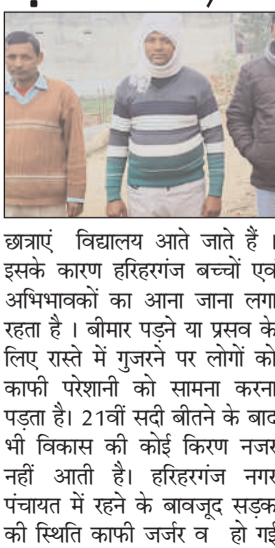 छात्राएं विद्यालय आते जाते हैं ।
इसके कारण हरिहरगंज बच्चों एवं
अभिभावकों का आना जाना लगा
रहता है । बीमार पड़ने या प्रसव के
लिए रास्ते में गुजरने पर लोगों को
काफी परेशानी को सामना करना
पड़ता है। 21वीं सदी बीतने के बाद
भी विकास की कोई किरण नजर
नहीं आती है। हरिहरगंज नगर
पंचायत में रहने के बावजूद सड़क
की स्थिति काफी जर्जर व हो गई